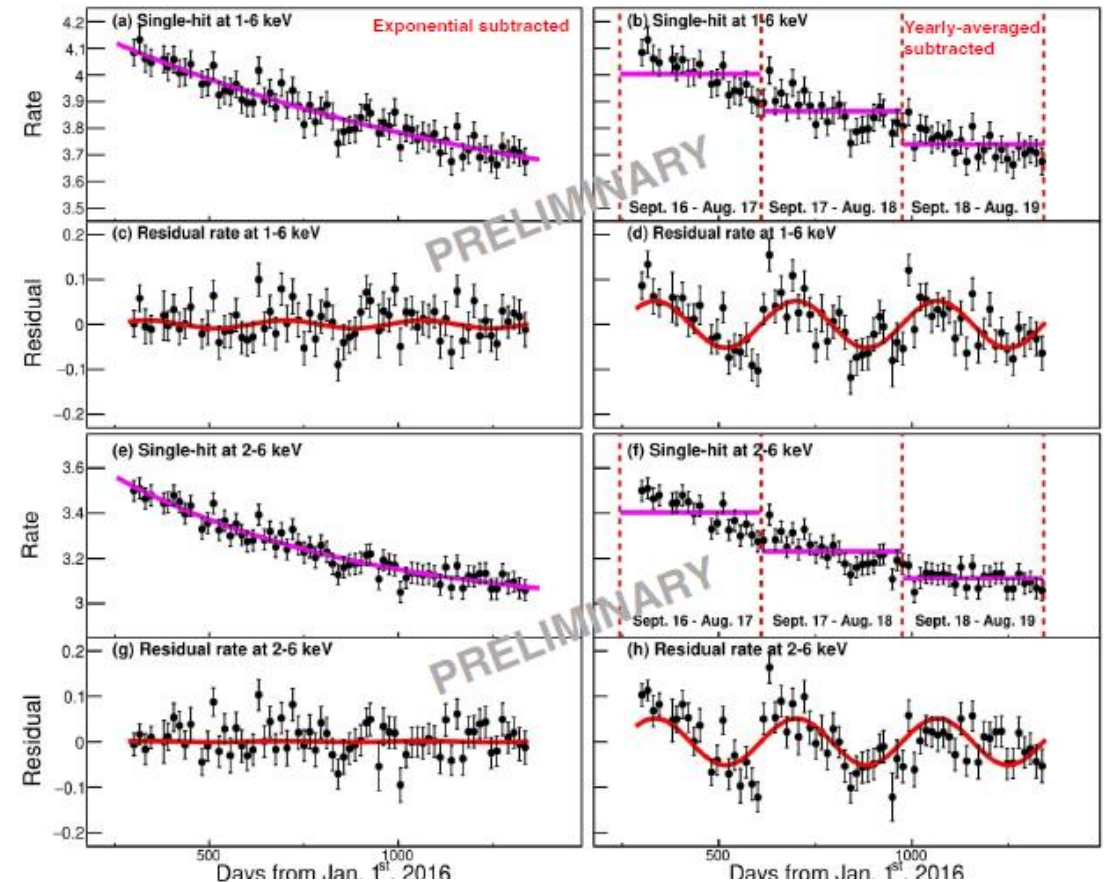 (a) Single-hit at 1-6 keV
Exponential subtracted
4.2
4.1
4
3.9
3.8
3.7
3.6
3.5
Rate
(b) Single-hit at 1-6 keV
Yearly-averaged
subtracted
Sept. 16 - Aug. 17
Sept. 17 - Aug. 18
Sept. 18 - Aug. 19
PRELIMINARY
(c) Residual rate at 1-6 keV
0.2
0.1
0
−0.1
−0.2
Residual
(d) Residual rate at 1-6 keV
(e) Single-hit at 2-6 keV
3.6
3.4
3.2
3
Rate
(f) Single-hit at 2-6 keV
Sept. 16 - Aug. 17
Sept. 17 - Aug. 18
Sept. 18 - Aug. 19
PRELIMINARY
(g) Residual rate at 2-6 keV
0.2
0.1
0
−0.1
−0.2
Residual
(h) Residual rate at 2-6 keV
500
1000
Days from Jan. 1st, 2016
500
1000
Days from Jan. 1st, 2016